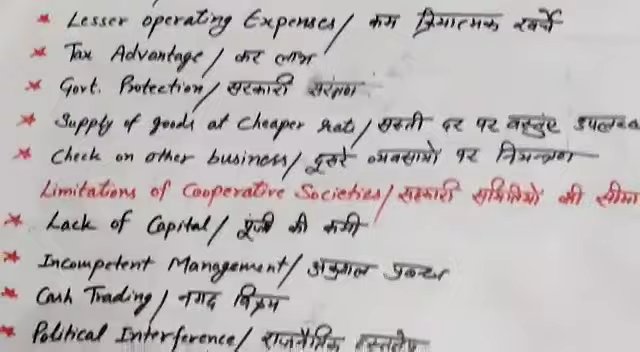 * Lesser operating Expenses / कम क्रियात्मक खर्चे
* Tax Advantage / कर लाभ
* Govt. Protection / सरकारी संरक्षण
* Supply of goods at cheaper rate / सस्ती दर पर वस्तुएं
* Check on other business / दूसरे व्यवसायों पर नियन्त्रण
Limitations of Cooperative Societies / सहकारी समितियों की सीमा
* Lack of Capital / पूंजी की कमी
* Incompetent Management / अकुशल प्रबन्ध
* Cash Trading / नगद विक्रय
* Political Interference / राजनैतिक हस्तक्षेप